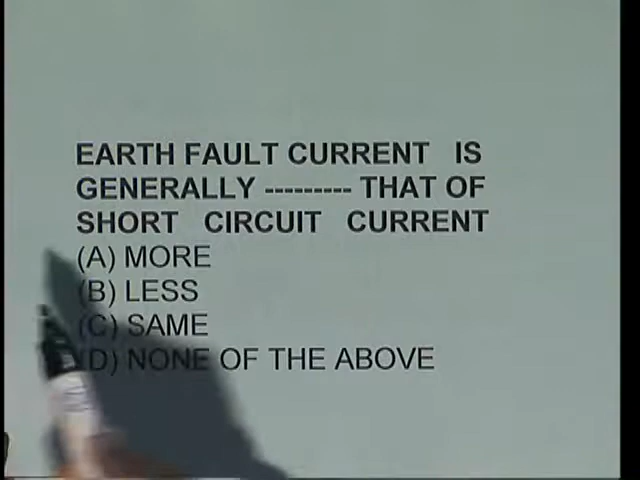 EARTH FAULT CURRENT IS
GENERALLY --------- THAT OF
SHORT CIRCUIT CURRENT
(A) MORE
(B) LESS
(C) SAME
(D) NONE OF THE ABOVE